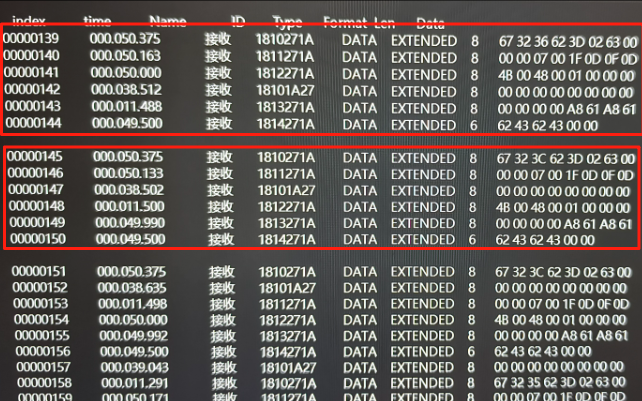 index time Name ID Type Format Len Data
00000139 000.050.375 接收 1810271A DATA EXTENDED 8 67 32 36 62 3D 02 63 00
00000140 000.050.163 接收 1811271A DATA EXTENDED 8 00 00 07 00 1F 0D 0F 0D
00000141 000.050.000 接收 1812271A DATA EXTENDED 8 4B 00 48 00 01 00 00 00
00000142 000.038.512 接收 18101A27 DATA EXTENDED 8 00 00 00 00 00 00 00 00
00000143 000.011.488 接收 1813271A DATA EXTENDED 8 00 00 00 00 A8 61 A8 61
00000144 000.049.500 接收 1814271A DATA EXTENDED 6 62 43 62 43 00 00
00000145 000.050.375 接收 1810271A DATA EXTENDED 8 67 32 3C 62 3D 02 63 00
00000146 000.050.133 接收 1811271A DATA EXTENDED 8 00 00 07 00 1F 0D 0F 0D
00000147 000.038.502 接收 18101A27 DATA EXTENDED 8 00 00 00 00 00 00 00 00
00000148 000.011.500 接收 1812271A DATA EXTENDED 8 4B 00 48 00 01 00 00 00
00000149 000.049.990 接收 1813271A DATA EXTENDED 8 00 00 00 00 A8 61 A8 61
00000150 000.049.500 接收 1814271A DATA EXTENDED 6 62 43 62 43 00 00
00000151 000.050.375 接收 1810271A DATA EXTENDED 8 67 32 3C 62 3D 02 63 00
00000152 000.038.635 接收 18101A27 DATA EXTENDED 8 00 00 00 00 00 00 00 00
00000153 000.011.498 接收 1811271A DATA EXTENDED 8 00 00 07 00 1F 0D 0F 0D
00000154 000.050.000 接收 1812271A DATA EXTENDED 8 4B 00 48 00 01 00 00 00
00000155 000.049.992 接收 1813271A DATA EXTENDED 8 00 00 00 00 A8 61 A8 61
00000156 000.049.500 接收 1814271A DATA EXTENDED 6 62 43 62 43 00 00
00000157 000.039.043 接收 18101A27 DATA EXTENDED 8 00 00 00 00 00 00 00 00
00000158 000.011.291 接收 1810271A DATA EXTENDED 8 67 32 35 62 3D 02 63 00
00000159 000.050.171 接收 1811271A DATA EXTENDED 8 00 00 07 00 1F 0D 0F 0D